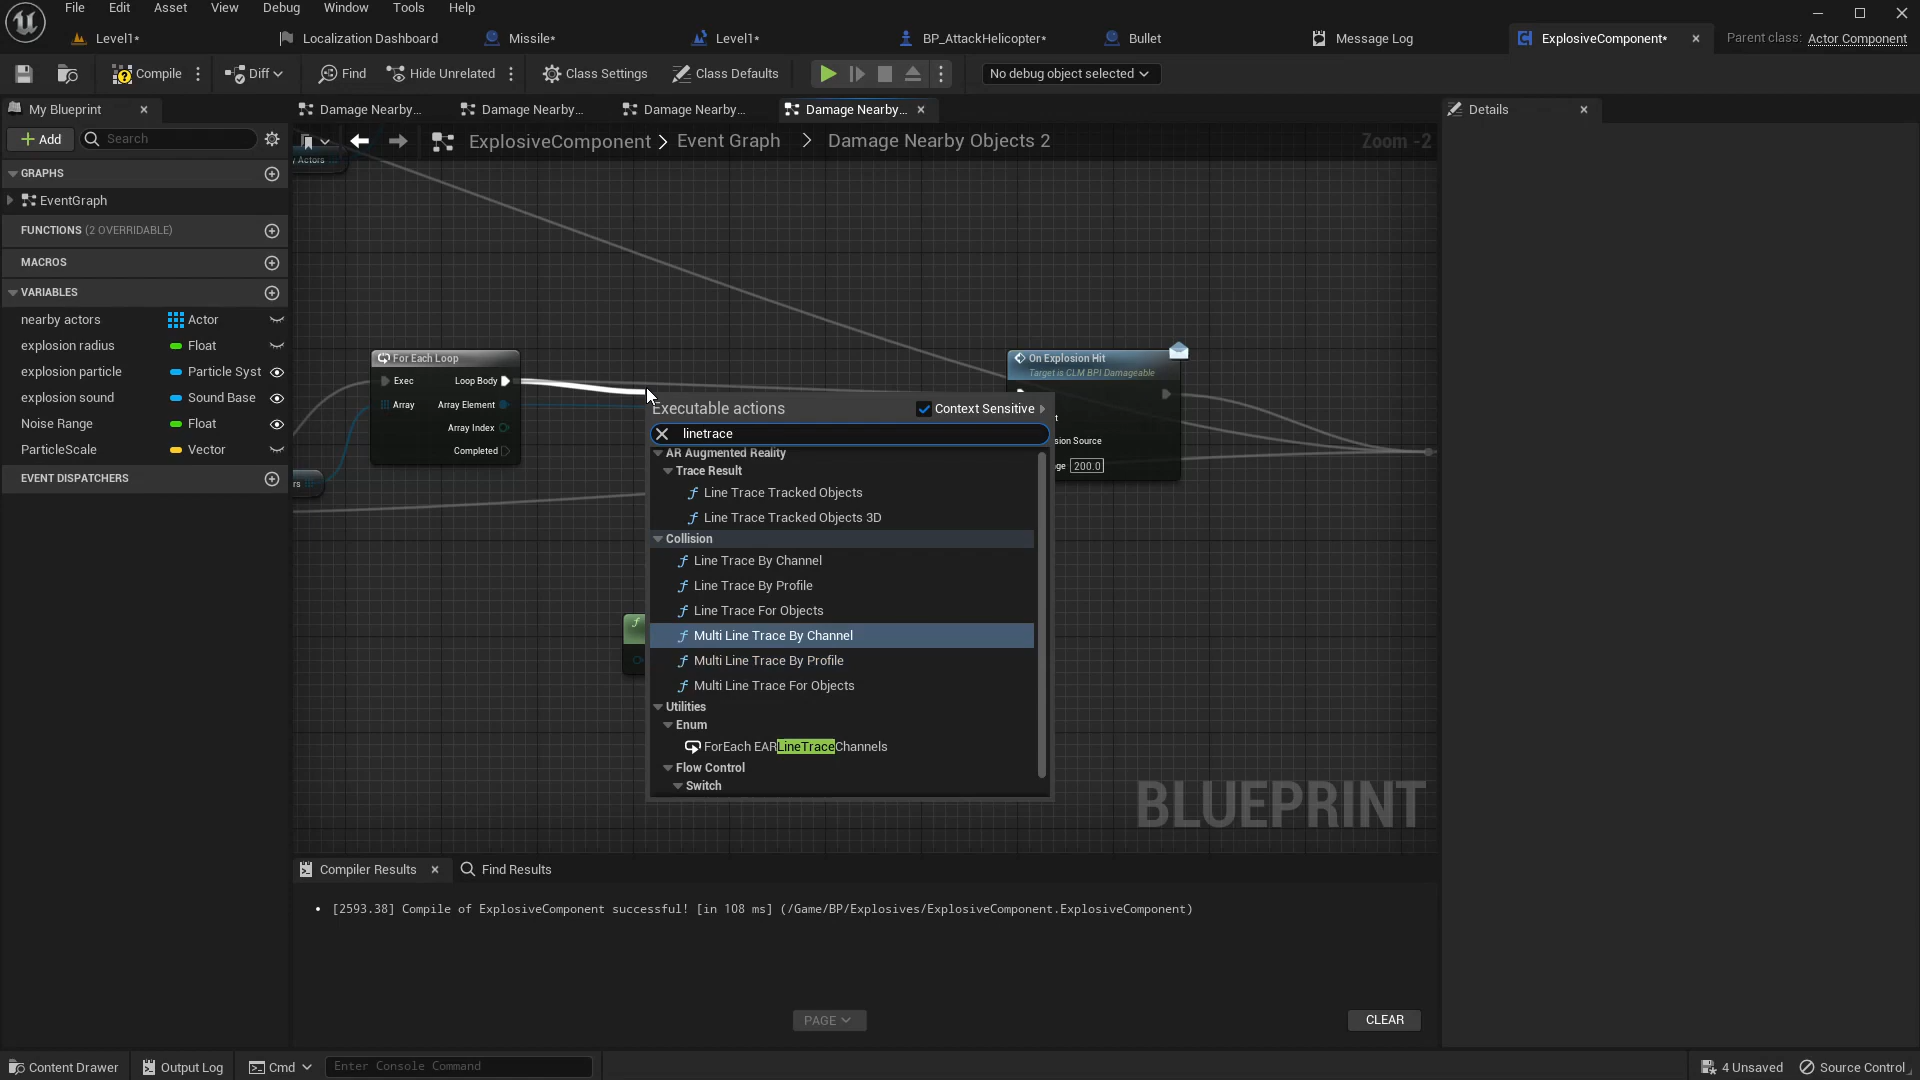 File Edit Asset View Debug Window Tools Help
Level1* Localization Dashboard Missile* Level1* BP_AttackHelicopter* Bullet Message Log ExplosiveComponent* Parent class: Actor Component
Compile Diff Find Hide Unrelated Class Settings Class Defaults No debug object selected
My Blueprint Damage Nearby... Damage Nearby... Damage Nearby... Damage Nearby... Details
Add Search ExplosiveComponent Event Graph Damage Nearby Objects 2 Zoom -2
y Actors
GRAPHS
EventGraph
FUNCTIONS (2 OVERRIDABLE)
MACROS
VARIABLES
nearby actors Actor
explosion radius Float
explosion particle Particle Syst
explosion sound Sound Base
Noise Range Float
ParticleScale Vector
EVENT DISPATCHERS
For Each Loop
Exec Loop Body
Array Array Element
Array Index
Completed
rs
On Explosion Hit
Target is CLM BPI Damageable
t
sion Source
ge 200.0
Executable actions Context Sensitive
linetrace
AR Augmented Reality
Trace Result
Line Trace Tracked Objects
Line Trace Tracked Objects 3D
Collision
Line Trace By Channel
Line Trace By Profile
Line Trace For Objects
Multi Line Trace By Channel
Multi Line Trace By Profile
Multi Line Trace For Objects
Utilities
Enum
ForEach EARLineTraceChannels
Flow Control
Switch
BLUEPRINT
Compiler Results Find Results
[2593.38] Compile of ExplosiveComponent successful! [in 108 ms] (/Game/BP/Explosives/ExplosiveComponent.ExplosiveComponent)
PAGE CLEAR
Content Drawer Output Log Cmd Enter Console Command 4 Unsaved Source Control